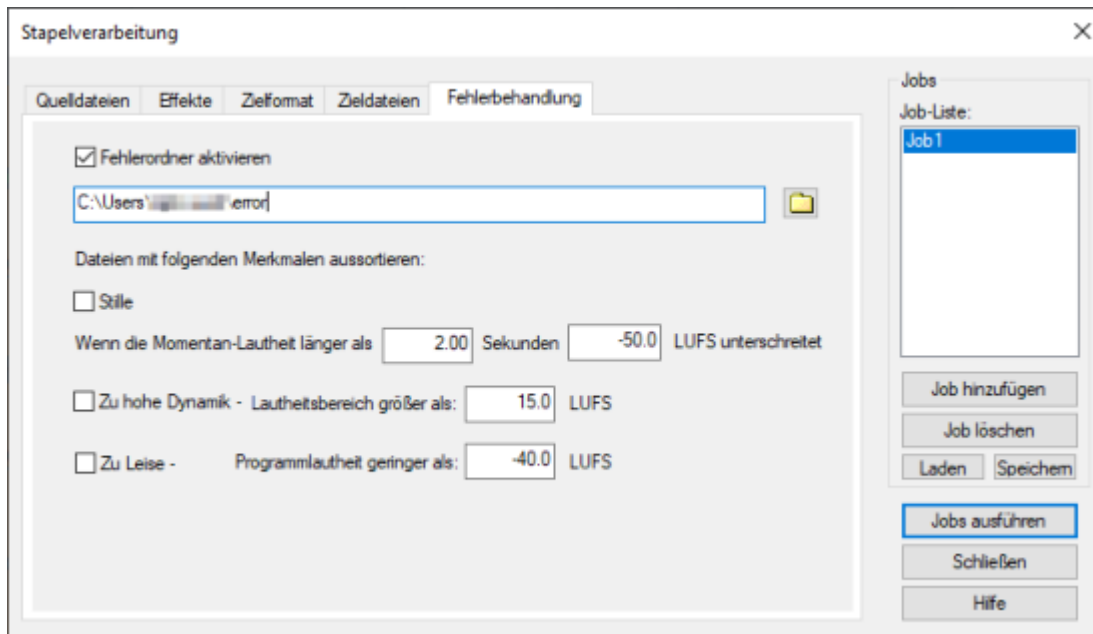 Stapelverarbeitung
Quelldateien
Effekte
Zielformat
Zieldateien
Fehlerbehandlung
Fehlerordner aktivieren
C:\Users\ \error
Dateien mit folgenden Merkmalen aussortieren:
Stille
Wenn die Momentan-Lautheit länger als 2.00 Sekunden -50.0 LUFS unterschreitet
Zu hohe Dynamik - Lautheitsbereich größer als: 15.0 LUFS
Zu Leise - Programmlautheit geringer als: -40.0 LUFS
Jobs
Job-Liste:
Job1
Job hinzufügen
Job löschen
Laden Speichern
Jobs ausführen
Schließen
Hilfe